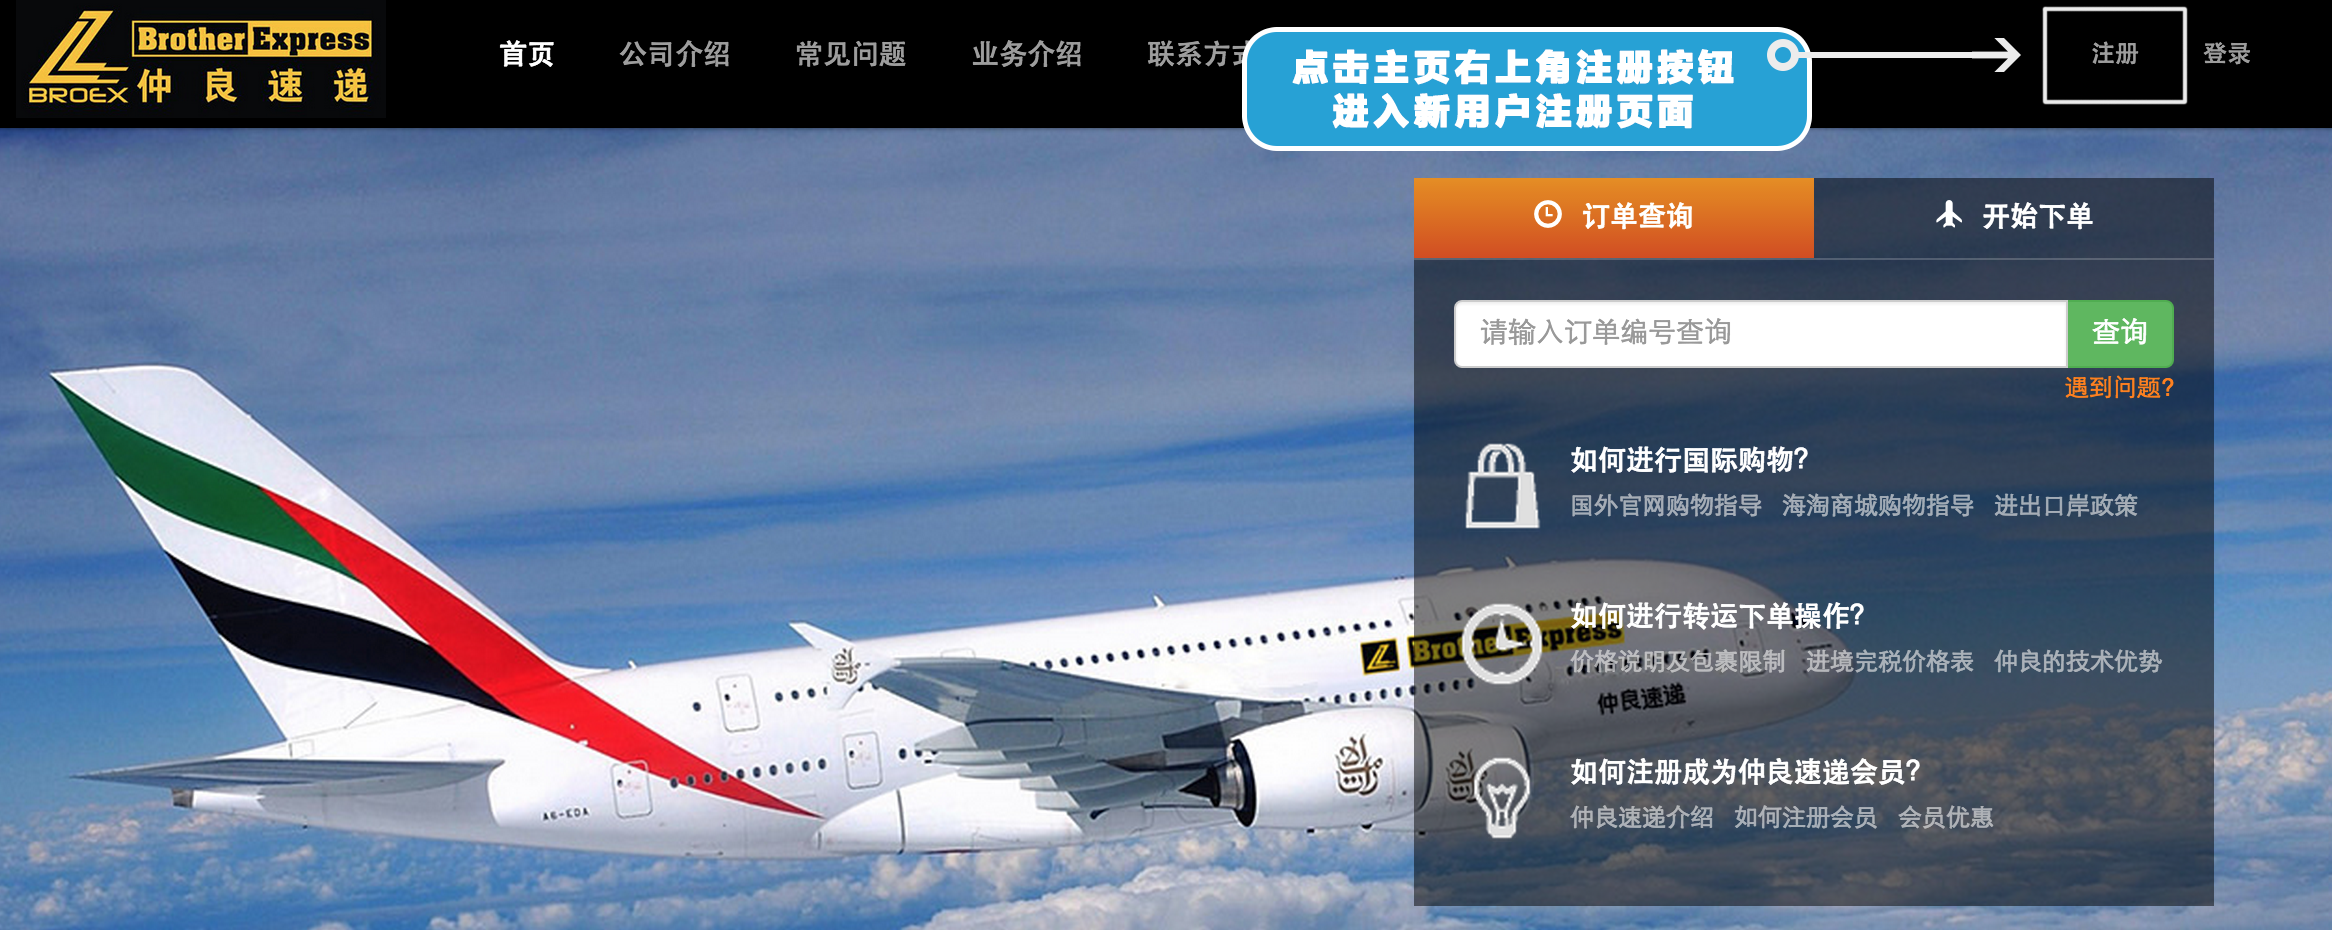 BrotherExpress
仲良速递
BROEX
首页
公司介绍
常见问题
业务介绍
联系方式
点击主页右上角注册按钮
进入新用户注册页面
注册
登录
订单查询
开始下单
请输入订单编号查询
查询
遇到问题?
如何进行国际购物?
国外官网购物指导 海淘商城购物指导 进出口岸政策
如何进行转运下单操作?
价格说明及包裹限制 进境完税价格表 仲良的技术优势
如何注册成为仲良速递会员?
仲良速递介绍 如何注册会员 会员优惠
BrotherExpress
仲良速递
A6-EDA